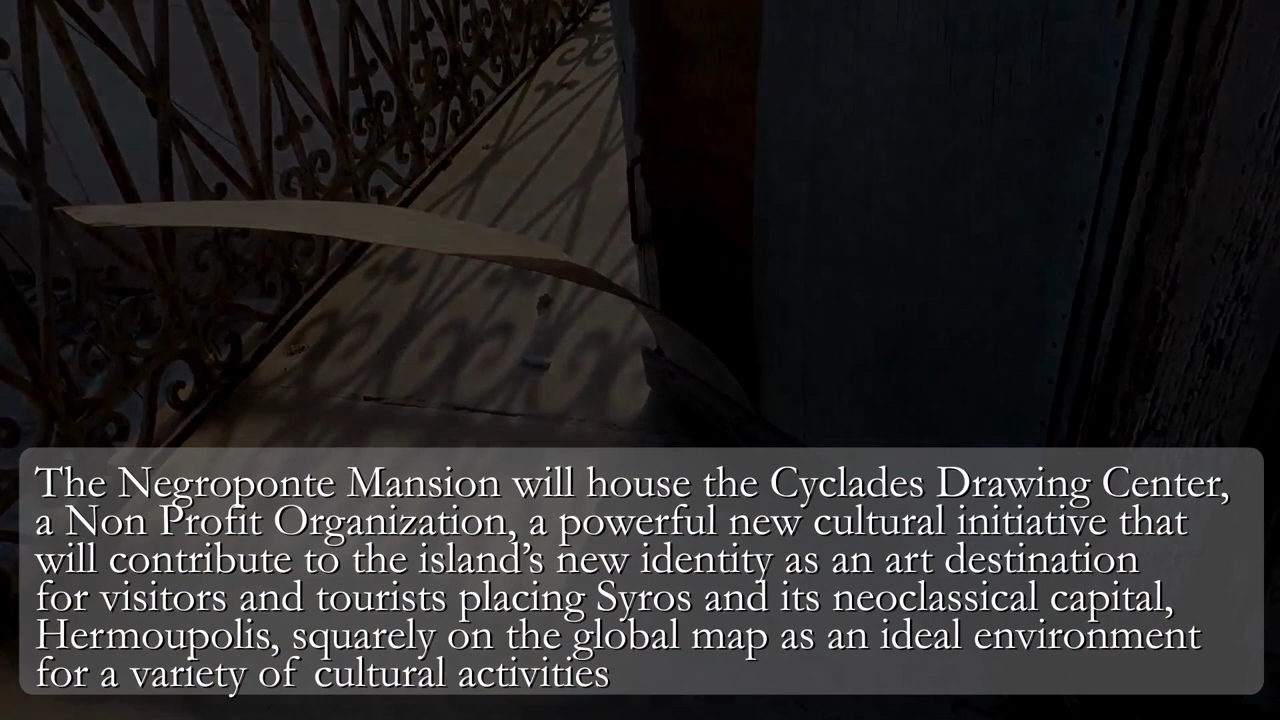 The Negroponte Mansion will house the Cyclades Drawing Center,
a Non Profit Organization, a powerful new cultural initiative that
will contribute to the island’s new identity as an art destination
for visitors and tourists placing Syros and its neoclassical capital,
Hermoupolis, squarely on the global map as an ideal environment
for a variety of cultural activities